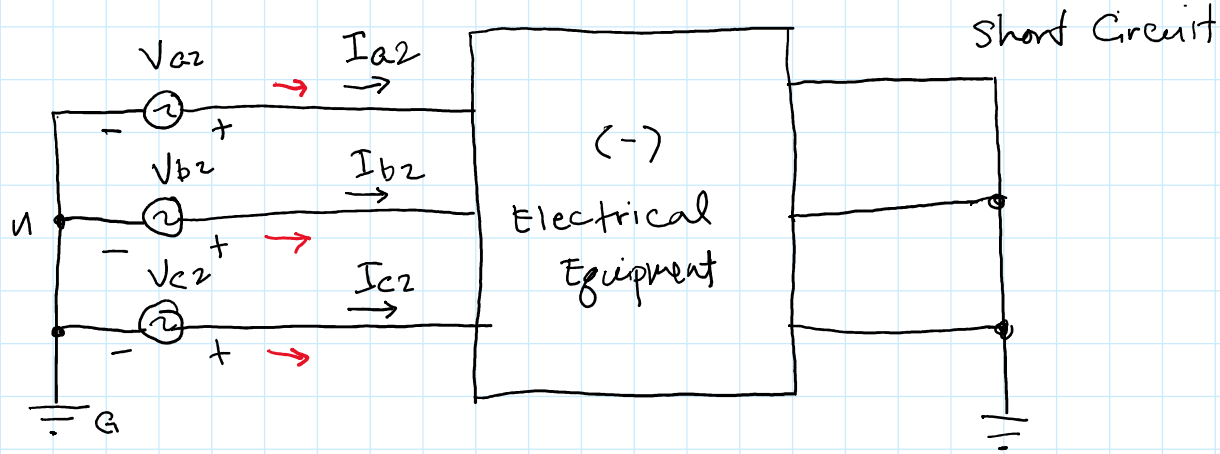 Short Circuit
Va2
Ia2
- +
(-)
Vb2
Ib2
n
Electrical
- +
Equipment
Vc2
Ic2
- +
G